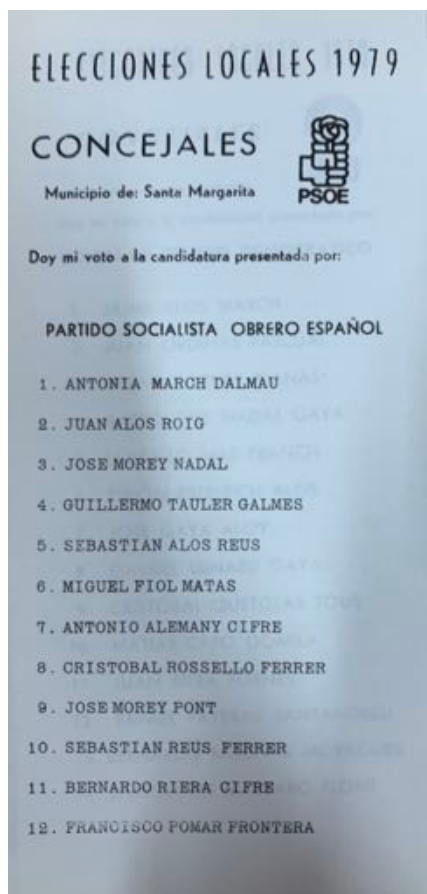 ELECCIONES LOCALES 1979
CONCEJALES
Municipio de: Santa Margarita
PSOE
Doy mi voto a la candidatura presentada por:
PARTIDO SOCIALISTA OBRERO ESPAÑOL
1. ANTONIA MARCH DALMAU
2. JUAN ALOS ROIG
3. JOSE MOREY NADAL
4. GUILLERMO TAULER GALMES
5. SEBASTIAN ALOS REUS
6. MIGUEL FIOL MATAS
7. ANTONIO ALEMANY CIFRE
8. CRISTOBAL ROSSELLO FERRER
9. JOSE MOREY PONT
10. SEBASTIAN REUS FERRER
11. BERNARDO RIERA CIFRE
12. FRANCISCO POMAR FRONTERA